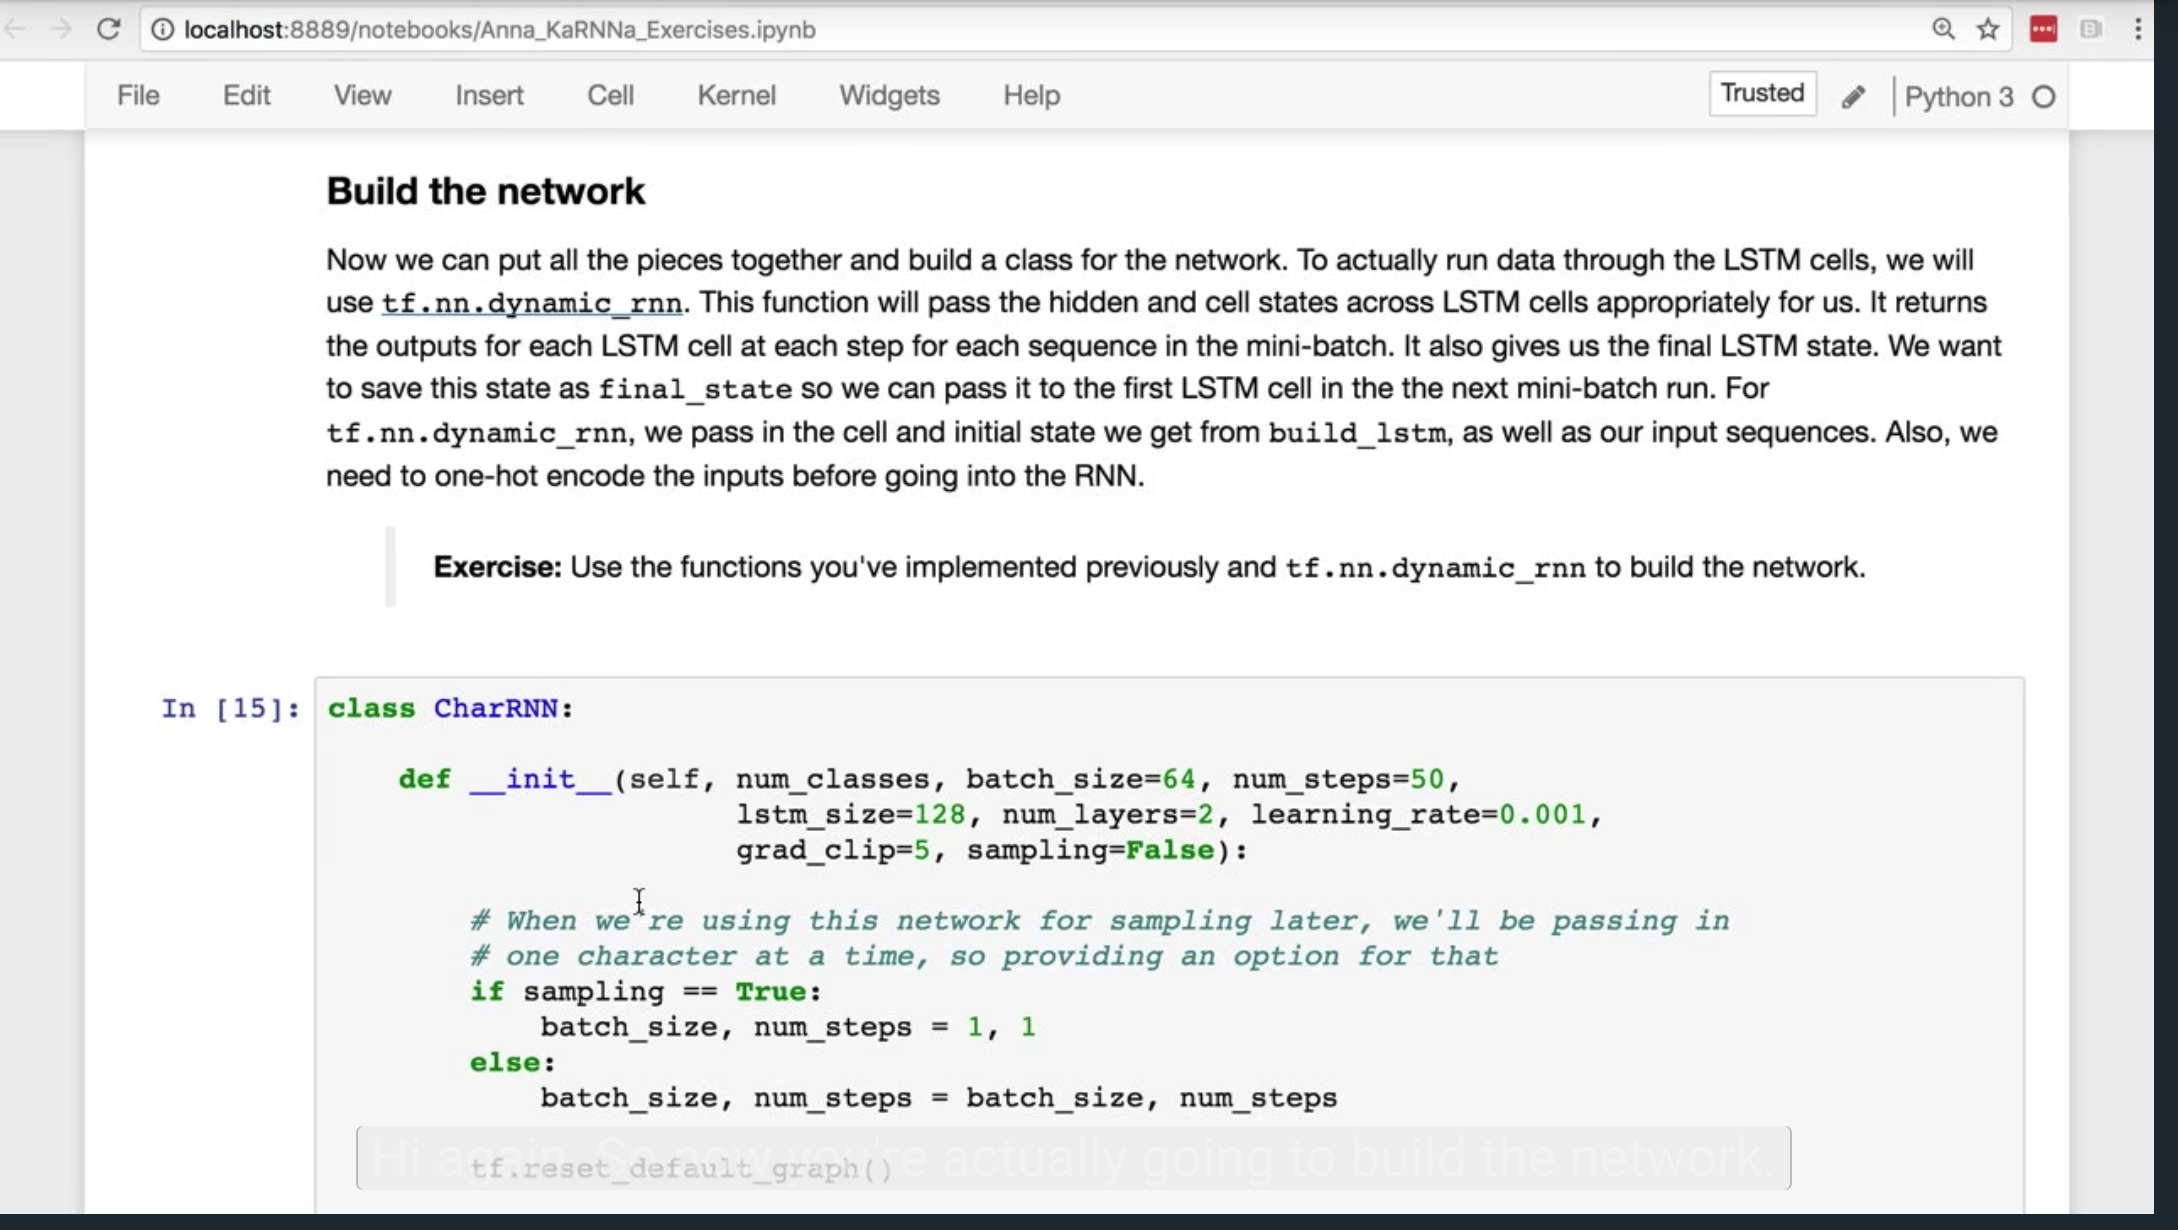 localhost:8889/notebooks/Anna_KaRNNa_Exercises.ipynb
File Edit View Insert Cell Kernel Widgets Help Trusted Python 3
Build the network
Now we can put all the pieces together and build a class for the network. To actually run data through the LSTM cells, we will
use tf.nn.dynamic_rnn. This function will pass the hidden and cell states across LSTM cells appropriately for us. It returns
the outputs for each LSTM cell at each step for each sequence in the mini-batch. It also gives us the final LSTM state. We want
to save this state as final_state so we can pass it to the first LSTM cell in the the next mini-batch run. For
tf.nn.dynamic_rnn, we pass in the cell and initial state we get from build_lstm, as well as our input sequences. Also, we
need to one-hot encode the inputs before going into the RNN.
Exercise: Use the functions you've implemented previously and tf.nn.dynamic_rnn to build the network.
In [15]: class CharRNN:
def __init__(self, num_classes, batch_size=64, num_steps=50,
lstm_size=128, num_layers=2, learning_rate=0.001,
grad_clip=5, sampling=False):
# When we're using this network for sampling later, we'll be passing in
# one character at a time, so providing an option for that
if sampling == True:
batch_size, num_steps = 1, 1
else:
batch_size, num_steps = batch_size, num_steps
tf.reset_default_graph()
Hi again. So now you're actually going to build the network.